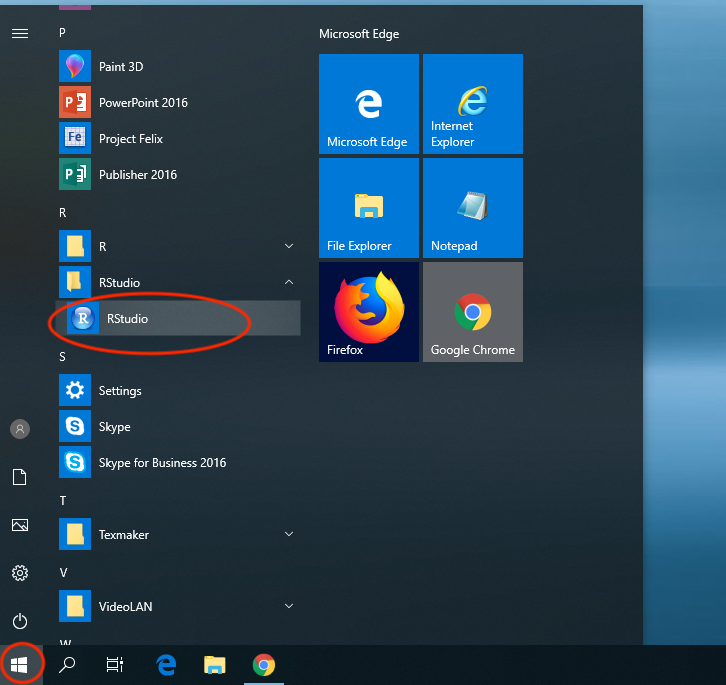 P
Paint 3D
PowerPoint 2016
Fe
Project Felix
Publisher 2016
R
R
RStudio
R
RStudio
S
Settings
Skype
Skype for Business 2016
T
Texmaker
V
VideoLAN
W
Microsoft Edge
Microsoft Edge
Internet
Explorer
File Explorer
Notepad
Firefox
Google Chrome